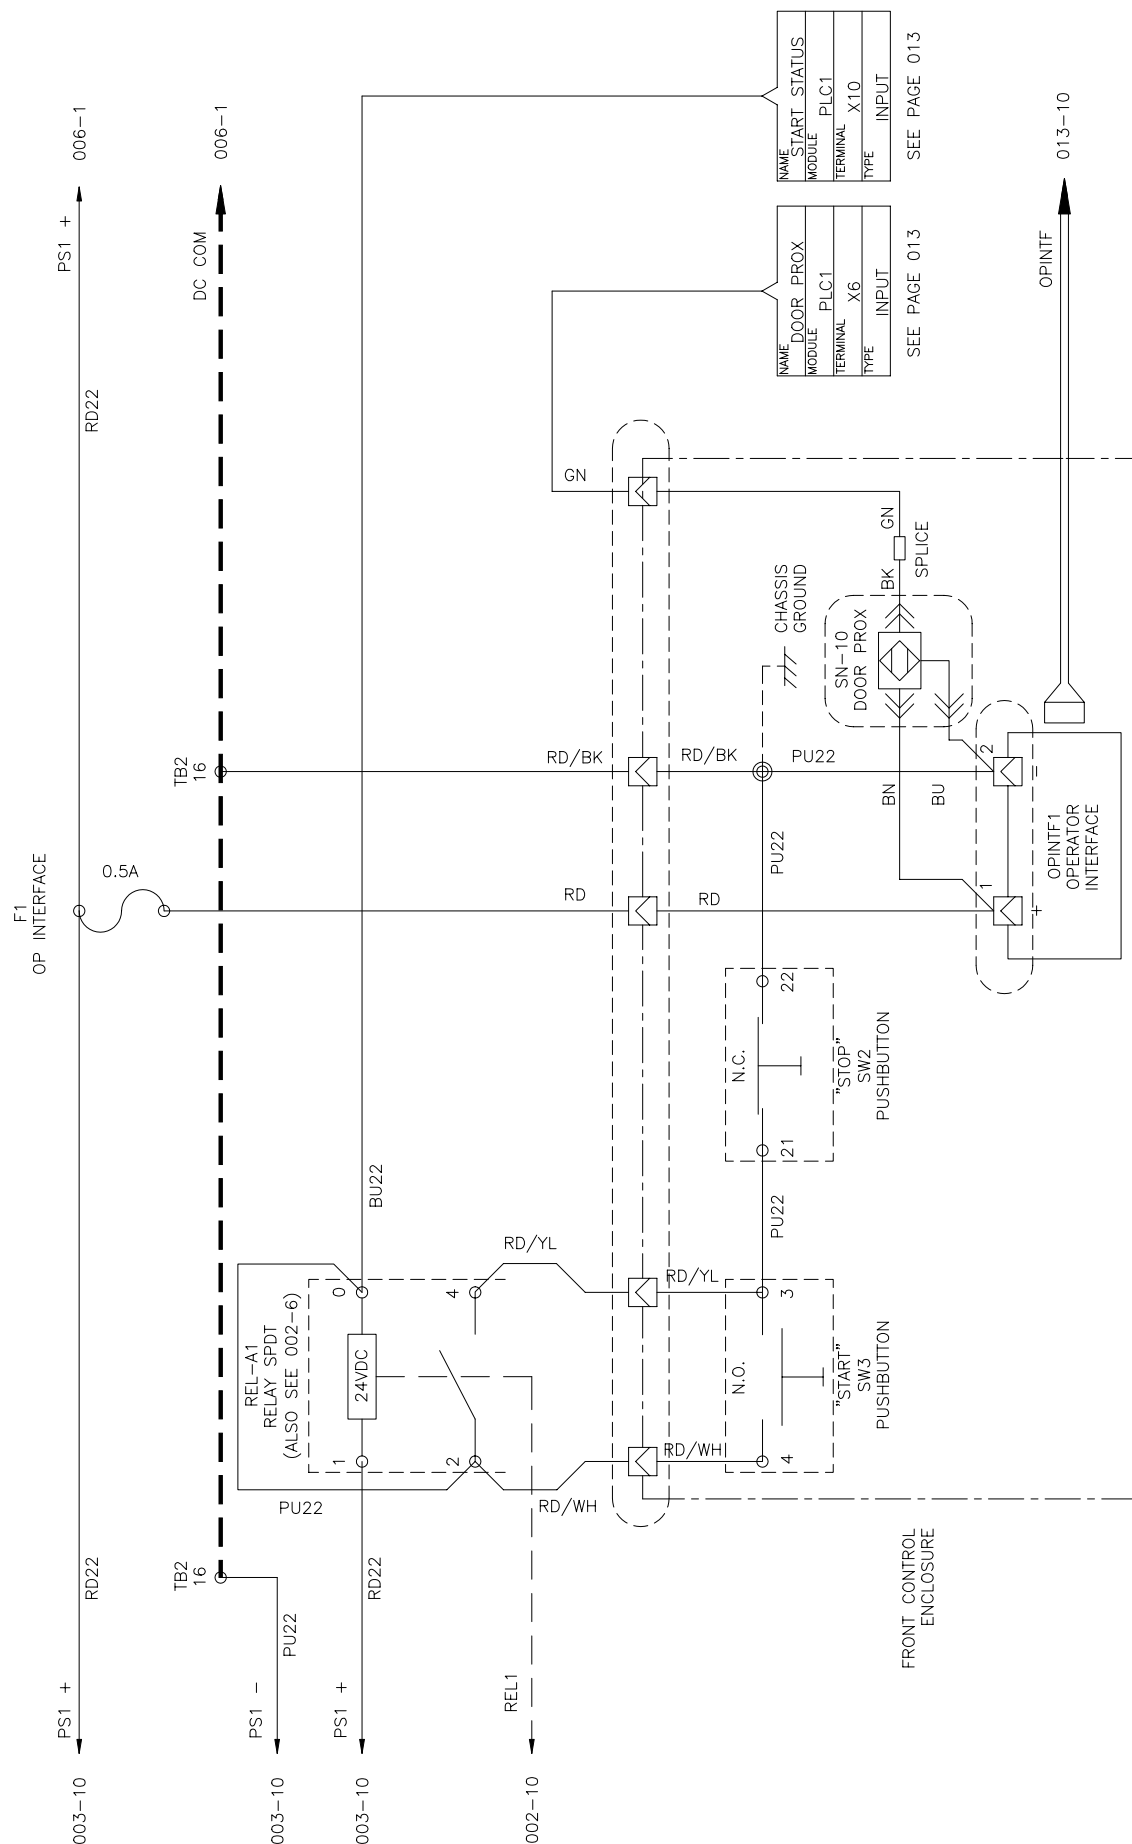 003-10
PS1 +
RD22
F1
OP INTERFACE
0.5A
RD22
PS1 +
006-1
TB2
16
TB2
16
DC COM
006-1
003-10
PS1 -
PU22
003-10
PS1 +
RD22
PU22
REL-A1
RELAY SPDT
(ALSO SEE 002-6)
1
24VDC
0
BU22
2
4
002-10
REL1
RD/WH
RD/YL
RD
RD/BK
GN
RD/WH
RD/YL
RD
RD/BK
N.O.
4
3
"START"
SW3
PUSHBUTTON
PU22
N.C.
21
22
"STOP"
SW2
PUSHBUTTON
PU22
PU22
CHASSIS
GROUND
SN-10
DOOR PROX
BN
BU
BK
GN
SPLICE
1
2
+
-
OPINTF1
OPERATOR
INTERFACE
FRONT CONTROL
ENCLOSURE
NAME
DOOR PROX
MODULE
PLC1
TERMINAL
X6
TYPE
INPUT
SEE PAGE 013
NAME
START STATUS
MODULE
PLC1
TERMINAL
X10
TYPE
INPUT
SEE PAGE 013
OPINTF
013-10